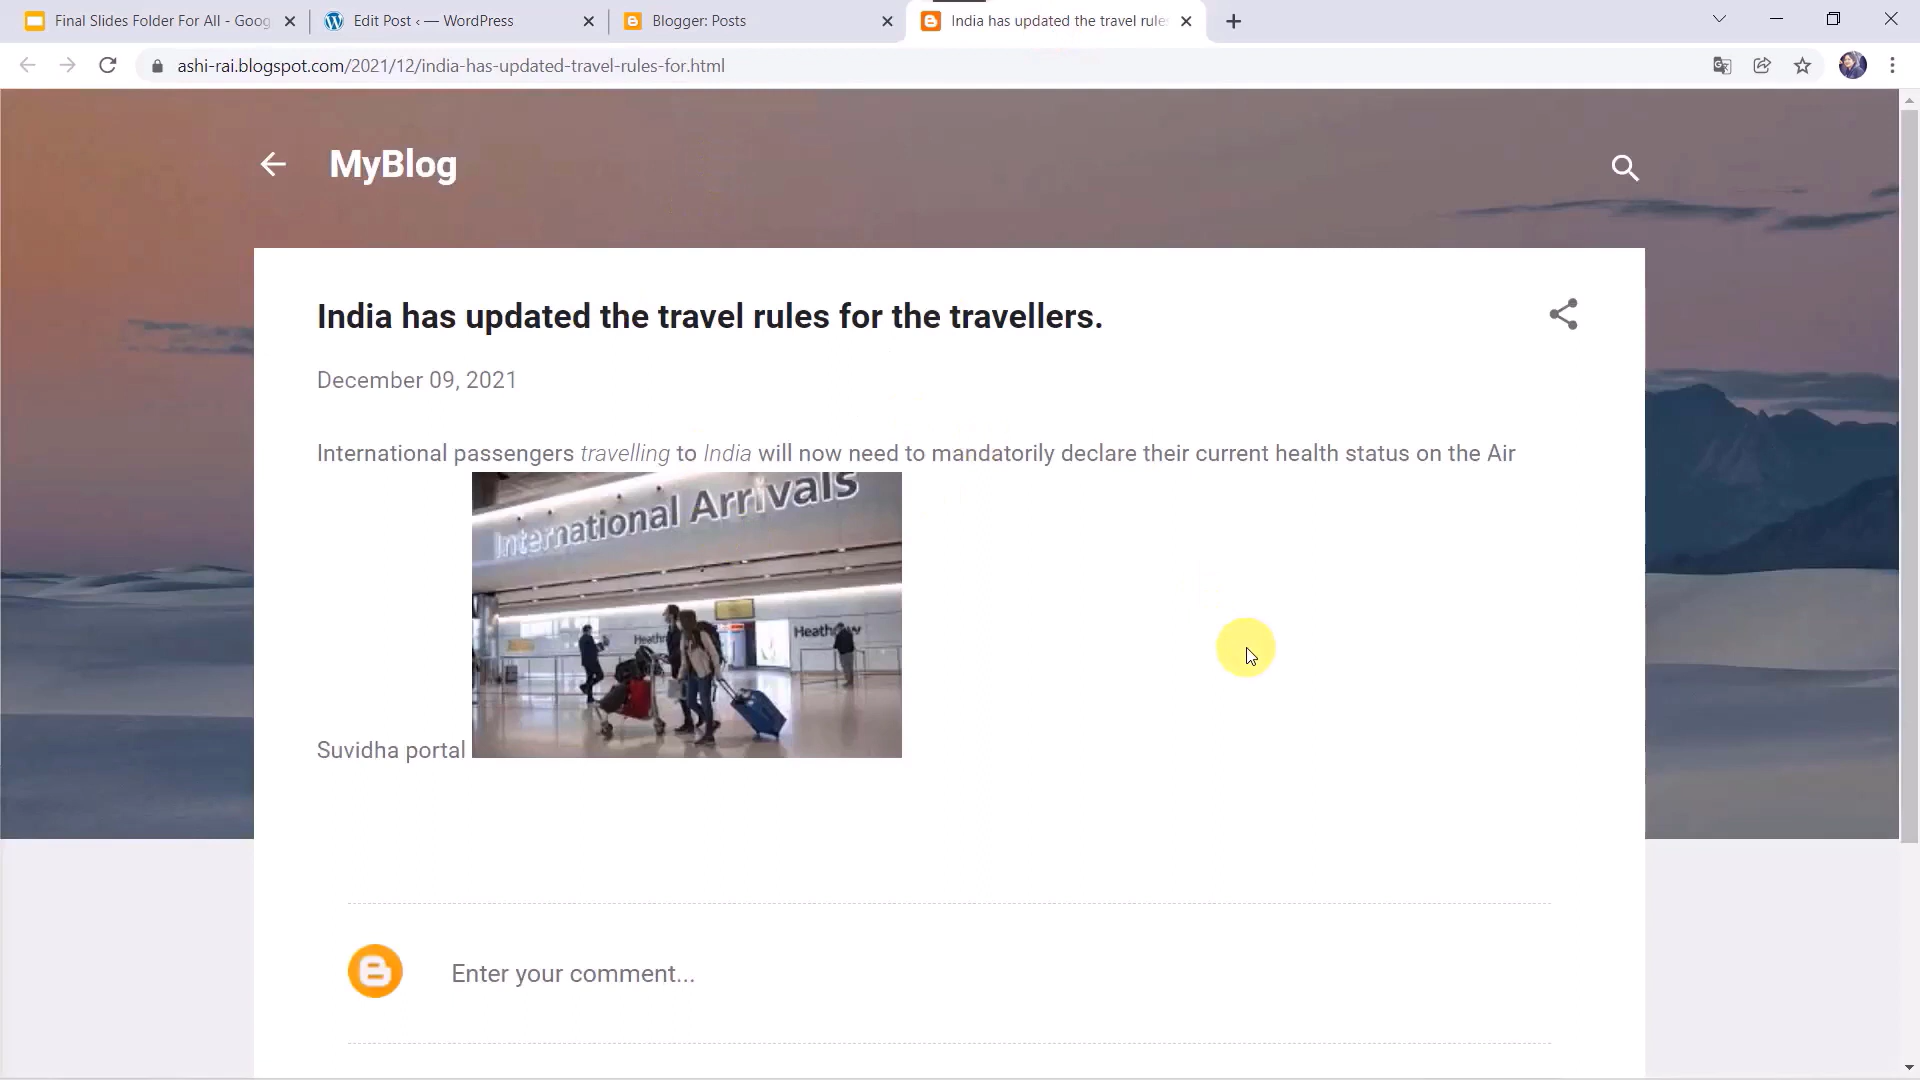 Final Slides Folder For All - Goog
Edit Post ‹ — WordPress
Blogger: Posts
India has updated the travel rules
ashi-rai.blogspot.com/2021/12/india-has-updated-travel-rules-for.html
MyBlog
India has updated the travel rules for the travellers.
December 09, 2021
International passengers travelling to India will now need to mandatorily declare their current health status on the Air
International Arrivals
Heathrow
Suvidha portal
Enter your comment...